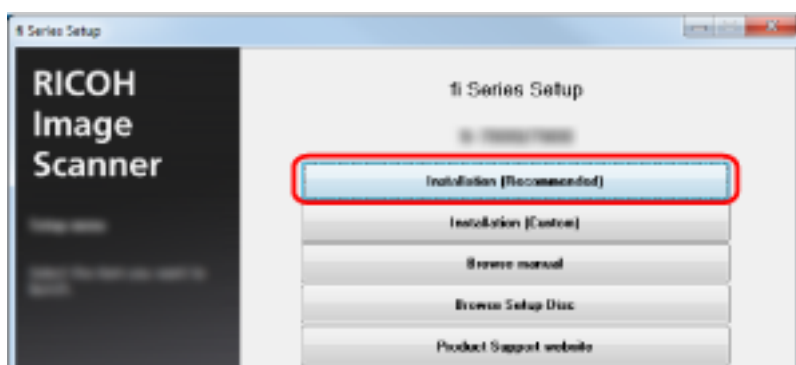 fi Series Setup
RICOH
Image
Scanner
fi Series Setup
Installation (Recommended)
Installation (Custom)
Browse manual
Browse Setup Disc
Product Support website